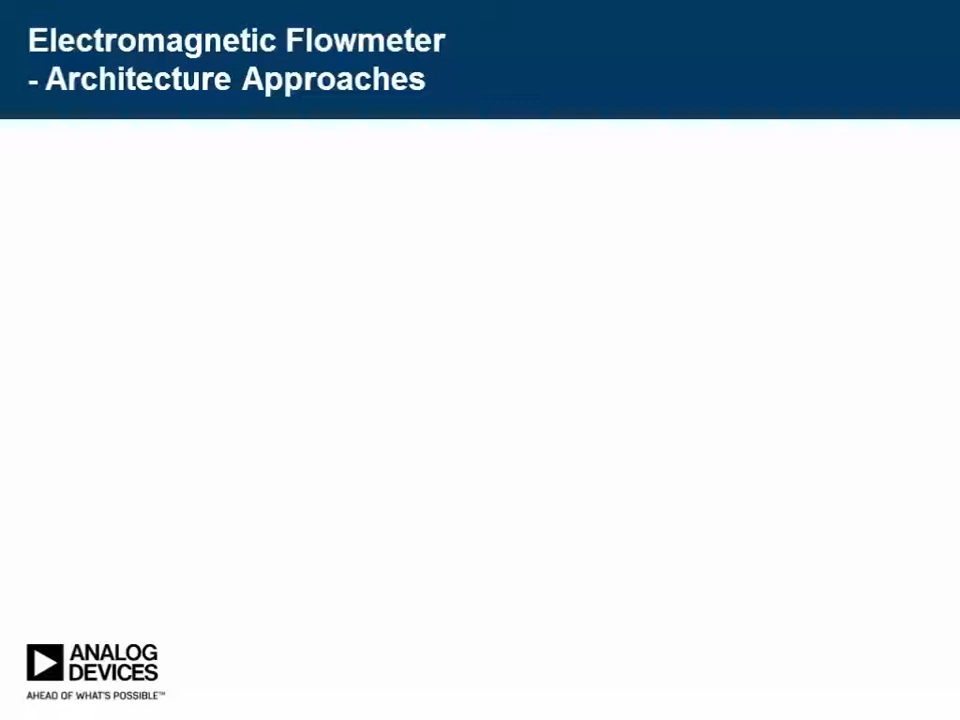 Electromagnetic Flowmeter
- Architecture Approaches
ANALOG
DEVICES
AHEAD OF WHAT'S POSSIBLE™